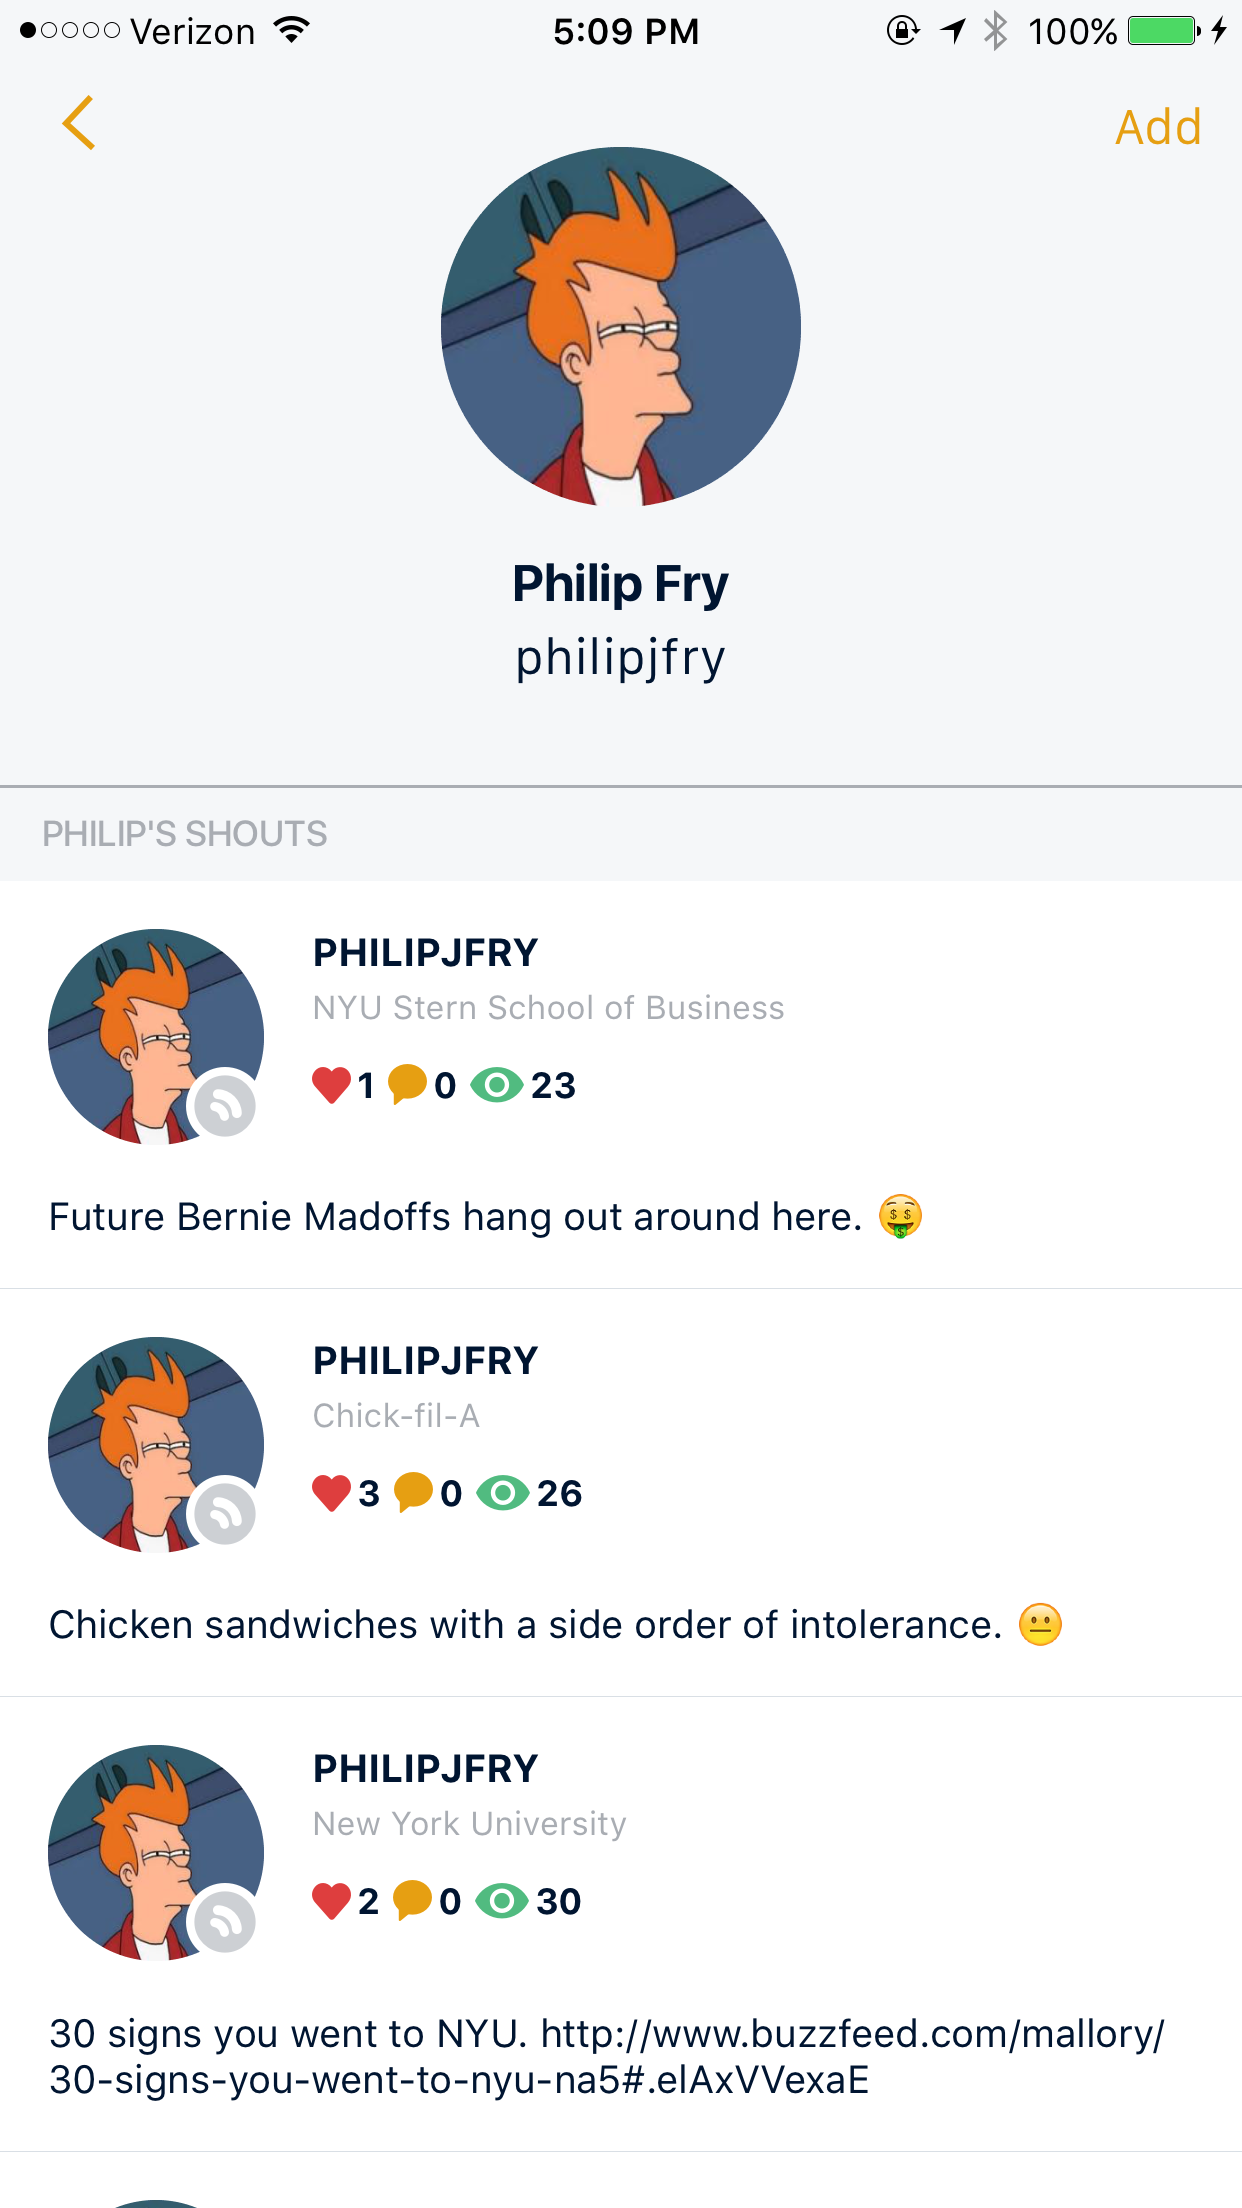 Verizon 5:09 PM 100%
Add
Philip Fry
philipjfry
PHILIP'S SHOUTS
PHILIPJFRY
NYU Stern School of Business
1 0 23
Future Bernie Madoffs hang out around here. 🤑
PHILIPJFRY
Chick-fil-A
3 0 26
Chicken sandwiches with a side order of intolerance. 😐
PHILIPJFRY
New York University
2 0 30
30 signs you went to NYU. http://www.buzzfeed.com/mallory/
30-signs-you-went-to-nyu-na5#.elAxVVexaE